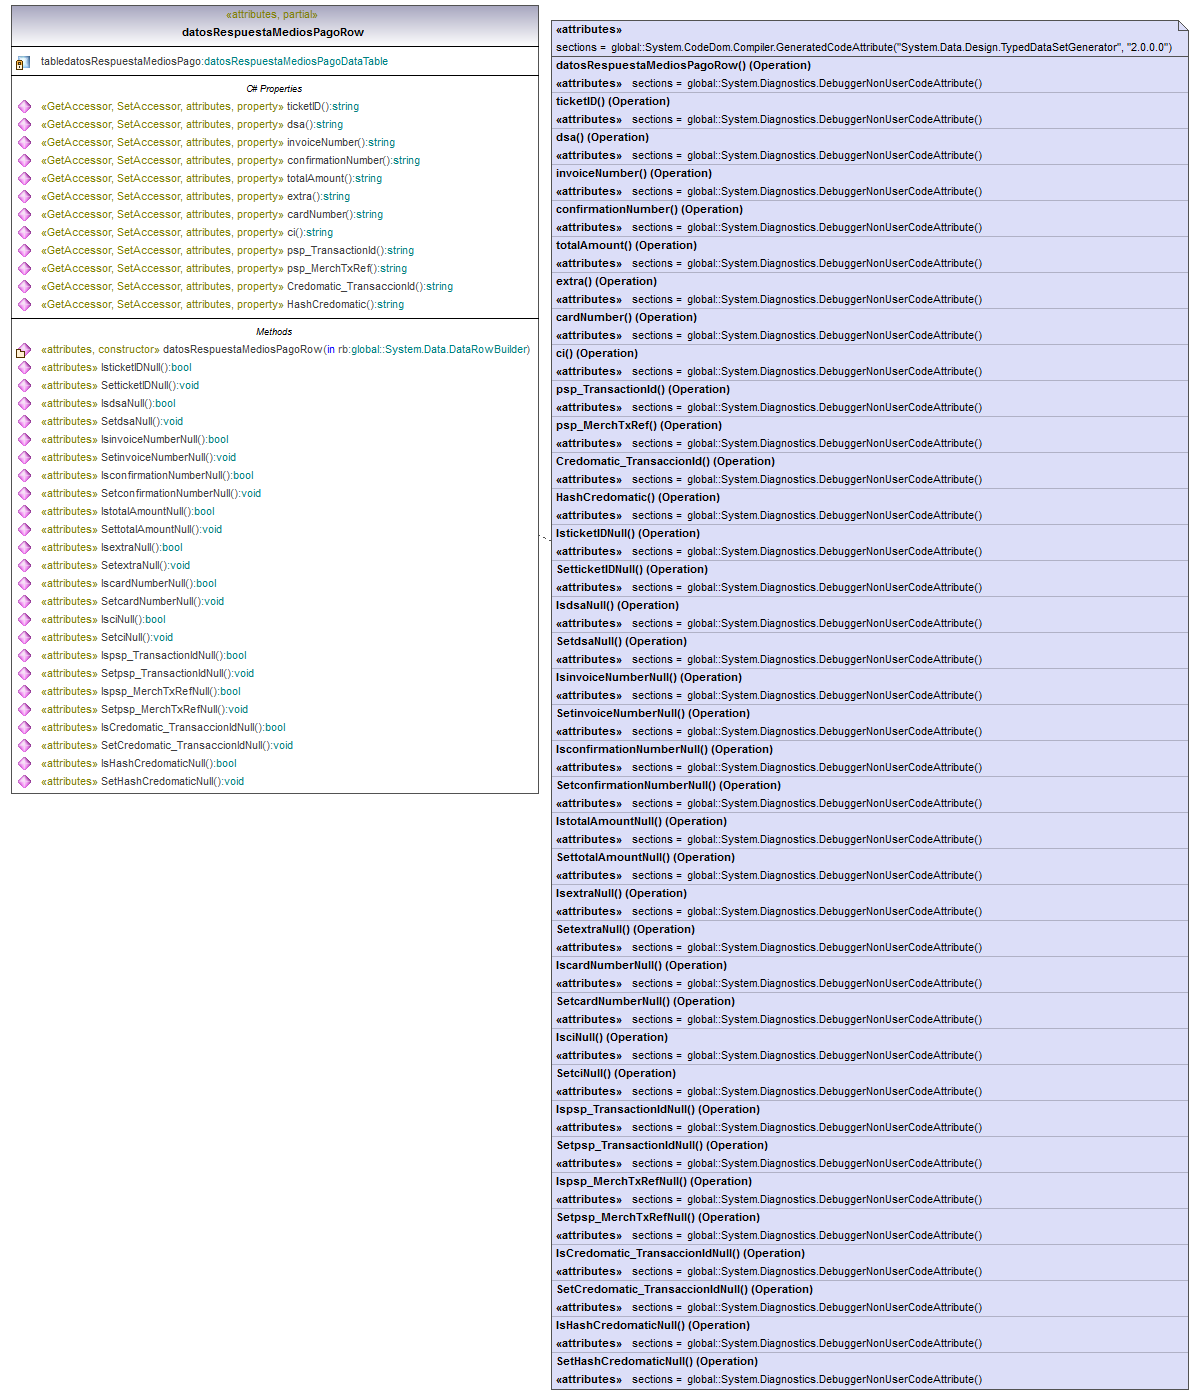 «attributes, partial»
datosRespuestaMediosPagoRow
tabledatosRespuestaMediosPago:datosRespuestaMediosPagoDataTable
C# Properties
«GetAccessor, SetAccessor, attributes, property» ticketID():string
«GetAccessor, SetAccessor, attributes, property» dsa():string
«GetAccessor, SetAccessor, attributes, property» invoiceNumber():string
«GetAccessor, SetAccessor, attributes, property» confirmationNumber():string
«GetAccessor, SetAccessor, attributes, property» totalAmount():string
«GetAccessor, SetAccessor, attributes, property» extra():string
«GetAccessor, SetAccessor, attributes, property» cardNumber():string
«GetAccessor, SetAccessor, attributes, property» ci():string
«GetAccessor, SetAccessor, attributes, property» psp_TransactionId():string
«GetAccessor, SetAccessor, attributes, property» psp_MerchTxRef():string
«GetAccessor, SetAccessor, attributes, property» Credomatic_TransaccionId():string
«GetAccessor, SetAccessor, attributes, property» HashCredomatic():string
Methods
«attributes, constructor» datosRespuestaMediosPagoRow(in rb:global::System.Data.DataRowBuilder)
«attributes» IsticketIDNull():bool
«attributes» SetticketIDNull():void
«attributes» IsdsaNull():bool
«attributes» SetdsaNull():void
«attributes» IsinvoiceNumberNull():bool
«attributes» SetinvoiceNumberNull():void
«attributes» IsconfirmationNumberNull():bool
«attributes» SetconfirmationNumberNull():void
«attributes» IstotalAmountNull():bool
«attributes» SettotalAmountNull():void
«attributes» IsextraNull():bool
«attributes» SetextraNull():void
«attributes» IscardNumberNull():bool
«attributes» SetcardNumberNull():void
«attributes» IsciNull():bool
«attributes» SetciNull():void
«attributes» Ispsp_TransactionIdNull():bool
«attributes» Setpsp_TransactionIdNull():void
«attributes» Ispsp_MerchTxRefNull():bool
«attributes» Setpsp_MerchTxRefNull():void
«attributes» IsCredomatic_TransaccionIdNull():bool
«attributes» SetCredomatic_TransaccionIdNull():void
«attributes» IsHashCredomaticNull():bool
«attributes» SetHashCredomaticNull():void
«attributes»
sections = global::System.CodeDom.Compiler.GeneratedCodeAttribute("System.Data.Design.TypedDataSetGenerator", "2.0.0.0")
datosRespuestaMediosPagoRow() (Operation)
«attributes» sections = global::System.Diagnostics.DebuggerNonUserCodeAttribute()
ticketID() (Operation)
«attributes» sections = global::System.Diagnostics.DebuggerNonUserCodeAttribute()
dsa() (Operation)
«attributes» sections = global::System.Diagnostics.DebuggerNonUserCodeAttribute()
invoiceNumber() (Operation)
«attributes» sections = global::System.Diagnostics.DebuggerNonUserCodeAttribute()
confirmationNumber() (Operation)
«attributes» sections = global::System.Diagnostics.DebuggerNonUserCodeAttribute()
totalAmount() (Operation)
«attributes» sections = global::System.Diagnostics.DebuggerNonUserCodeAttribute()
extra() (Operation)
«attributes» sections = global::System.Diagnostics.DebuggerNonUserCodeAttribute()
cardNumber() (Operation)
«attributes» sections = global::System.Diagnostics.DebuggerNonUserCodeAttribute()
ci() (Operation)
«attributes» sections = global::System.Diagnostics.DebuggerNonUserCodeAttribute()
psp_TransactionId() (Operation)
«attributes» sections = global::System.Diagnostics.DebuggerNonUserCodeAttribute()
psp_MerchTxRef() (Operation)
«attributes» sections = global::System.Diagnostics.DebuggerNonUserCodeAttribute()
Credomatic_TransaccionId() (Operation)
«attributes» sections = global::System.Diagnostics.DebuggerNonUserCodeAttribute()
HashCredomatic() (Operation)
«attributes» sections = global::System.Diagnostics.DebuggerNonUserCodeAttribute()
IsticketIDNull() (Operation)
«attributes» sections = global::System.Diagnostics.DebuggerNonUserCodeAttribute()
SetticketIDNull() (Operation)
«attributes» sections = global::System.Diagnostics.DebuggerNonUserCodeAttribute()
IsdsaNull() (Operation)
«attributes» sections = global::System.Diagnostics.DebuggerNonUserCodeAttribute()
SetdsaNull() (Operation)
«attributes» sections = global::System.Diagnostics.DebuggerNonUserCodeAttribute()
IsinvoiceNumberNull() (Operation)
«attributes» sections = global::System.Diagnostics.DebuggerNonUserCodeAttribute()
SetinvoiceNumberNull() (Operation)
«attributes» sections = global::System.Diagnostics.DebuggerNonUserCodeAttribute()
IsconfirmationNumberNull() (Operation)
«attributes» sections = global::System.Diagnostics.DebuggerNonUserCodeAttribute()
SetconfirmationNumberNull() (Operation)
«attributes» sections = global::System.Diagnostics.DebuggerNonUserCodeAttribute()
IstotalAmountNull() (Operation)
«attributes» sections = global::System.Diagnostics.DebuggerNonUserCodeAttribute()
SettotalAmountNull() (Operation)
«attributes» sections = global::System.Diagnostics.DebuggerNonUserCodeAttribute()
IsextraNull() (Operation)
«attributes» sections = global::System.Diagnostics.DebuggerNonUserCodeAttribute()
SetextraNull() (Operation)
«attributes» sections = global::System.Diagnostics.DebuggerNonUserCodeAttribute()
IscardNumberNull() (Operation)
«attributes» sections = global::System.Diagnostics.DebuggerNonUserCodeAttribute()
SetcardNumberNull() (Operation)
«attributes» sections = global::System.Diagnostics.DebuggerNonUserCodeAttribute()
IsciNull() (Operation)
«attributes» sections = global::System.Diagnostics.DebuggerNonUserCodeAttribute()
SetciNull() (Operation)
«attributes» sections = global::System.Diagnostics.DebuggerNonUserCodeAttribute()
Ispsp_TransactionIdNull() (Operation)
«attributes» sections = global::System.Diagnostics.DebuggerNonUserCodeAttribute()
Setpsp_TransactionIdNull() (Operation)
«attributes» sections = global::System.Diagnostics.DebuggerNonUserCodeAttribute()
Ispsp_MerchTxRefNull() (Operation)
«attributes» sections = global::System.Diagnostics.DebuggerNonUserCodeAttribute()
Setpsp_MerchTxRefNull() (Operation)
«attributes» sections = global::System.Diagnostics.DebuggerNonUserCodeAttribute()
IsCredomatic_TransaccionIdNull() (Operation)
«attributes» sections = global::System.Diagnostics.DebuggerNonUserCodeAttribute()
SetCredomatic_TransaccionIdNull() (Operation)
«attributes» sections = global::System.Diagnostics.DebuggerNonUserCodeAttribute()
IsHashCredomaticNull() (Operation)
«attributes» sections = global::System.Diagnostics.DebuggerNonUserCodeAttribute()
SetHashCredomaticNull() (Operation)
«attributes» sections = global::System.Diagnostics.DebuggerNonUserCodeAttribute()